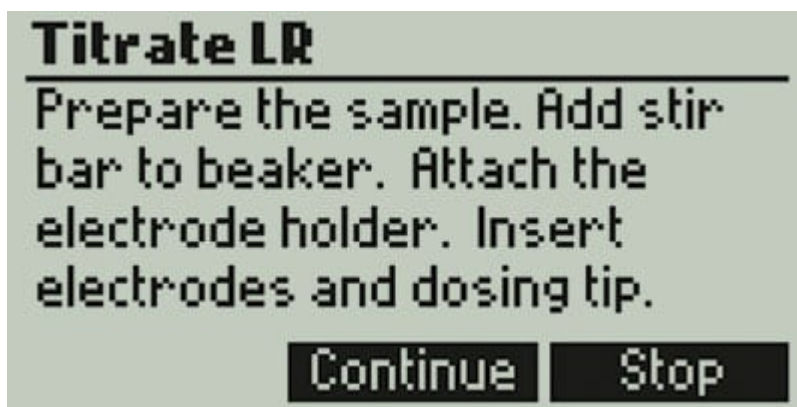 Titrate LR
Prepare the sample. Add stir
bar to beaker. Attach the
electrode holder. Insert
electrodes and dosing tip.
Continue Stop